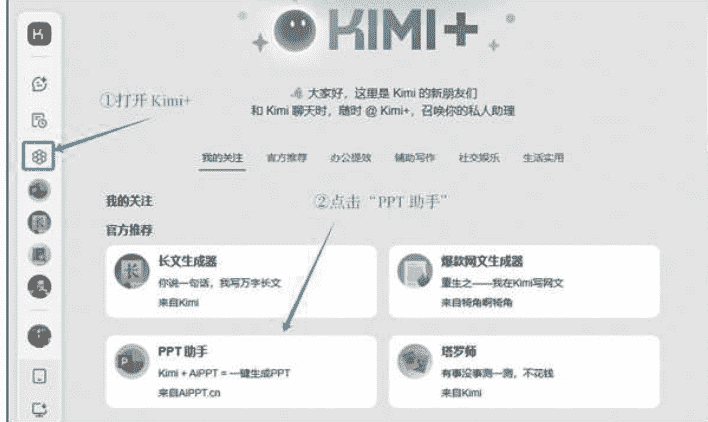 KIMI+
大家好，这里是 Kimi 的新朋友们
和 Kimi 聊天时，随时 @ Kimi+，召唤你的私人助理
①打开 Kimi+
我的关注 官方推荐 办公提效 辅助写作 社交娱乐 生活实用
我的关注
②点击“PPT 助手”
官方推荐
长文生成器
你说一句话，我写万字长文
来自Kimi
爆款网文生成器
重生之——我在Kimi写网文
来自犄角啊犄角
PPT 助手
Kimi + AiPPT = 一键生成PPT
来自AiPPT.cn
塔罗师
有事没事测一测，不花钱
来自Kimi
K
长
P